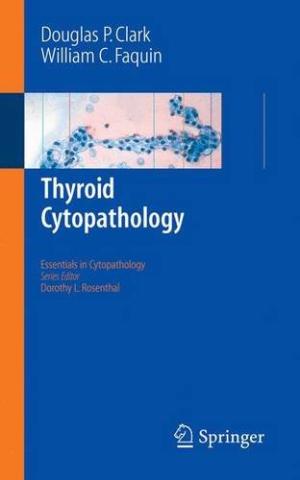 Douglas P. Clark
William C. Faquin
Thyroid
Cytopathology
Essentials in Cytopathology
Series Editor
Dorothy L. Rosenthal
Springer